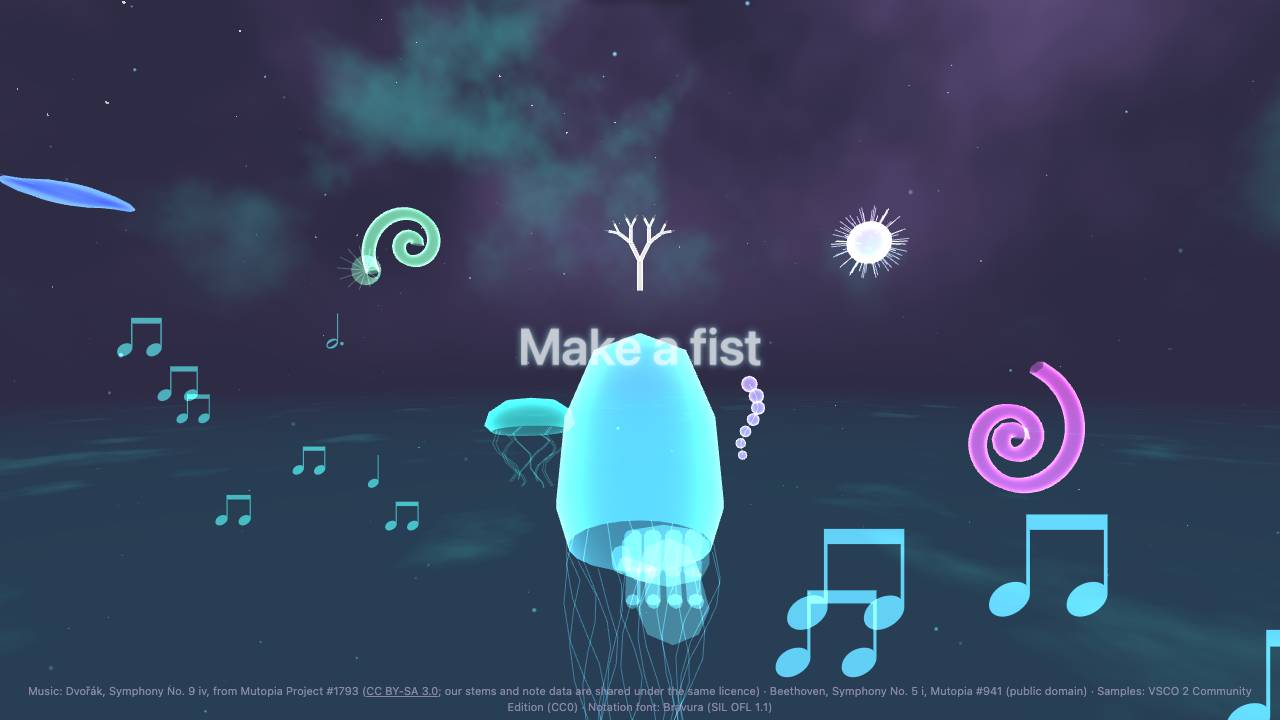 Make a fist
Music: Dvořák, Symphony No. 9 iv, from Mutopia Project #1793 (CC BY-SA 3.0; our stems and note data are shared under the same licence) · Beethoven, Symphony No. 5 i, Mutopia #941 (public domain) · Samples: VSCO 2 Community
Edition (CC0) · Notation font: Bravura (SIL OFL 1.1)